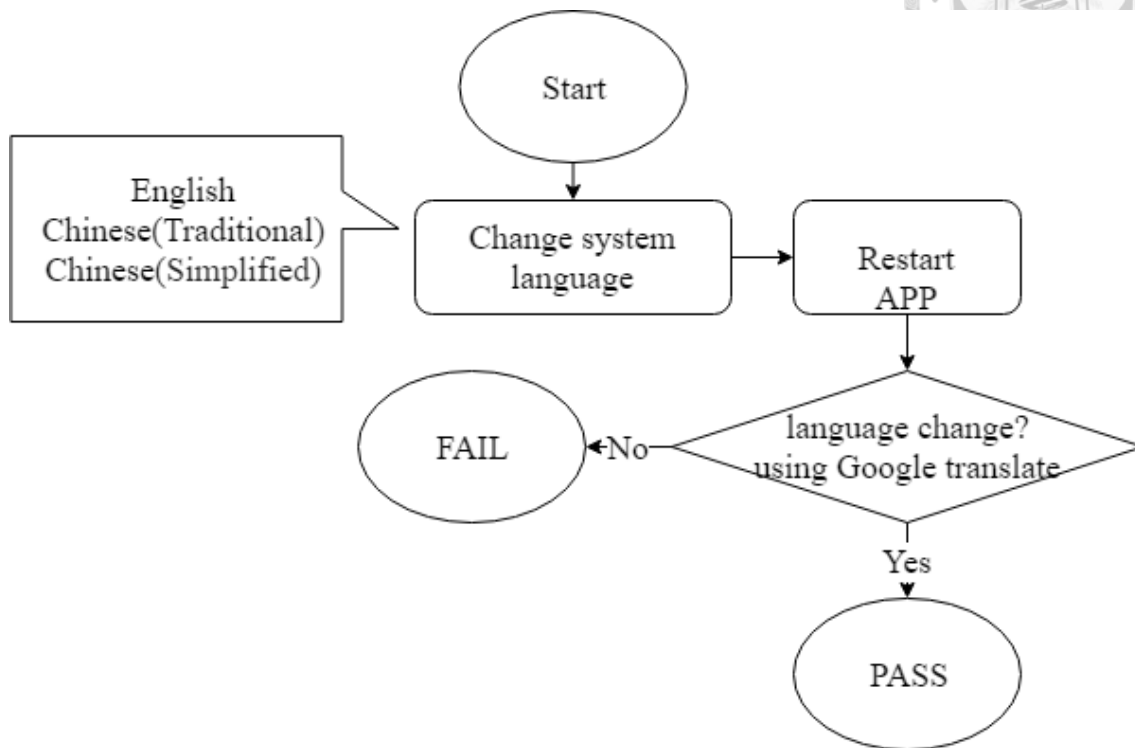 Start
English
Chinese(Traditional)
Chinese(Simplified)
Change system
language
Restart
APP
language change?
using Google translate
No
FAIL
Yes
PASS